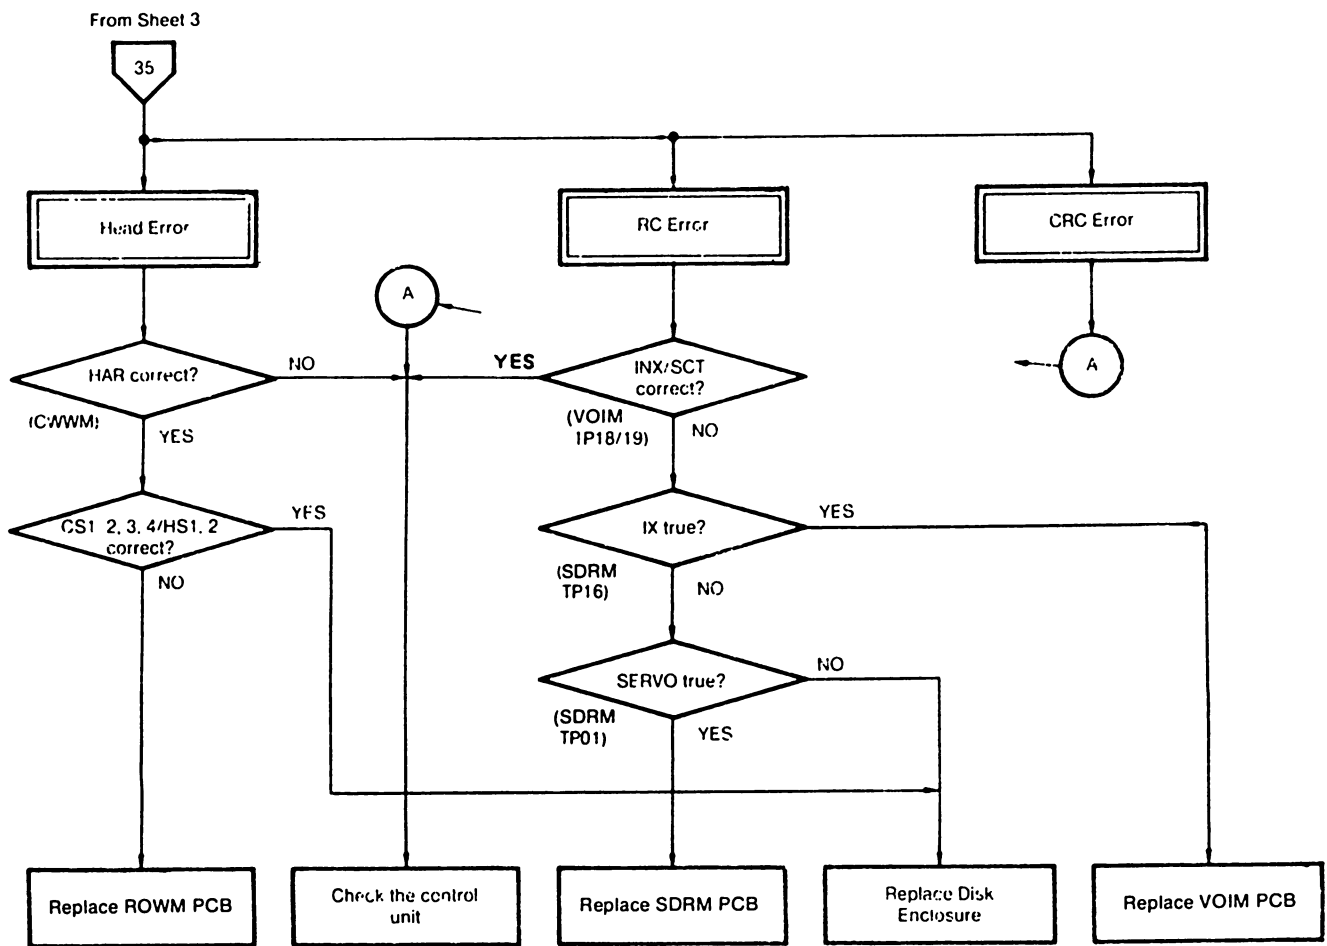 From Sheet 3
35
Head Error
RC Error
CRC Error
A
HAR correct?
NO
YES
INX/SCT
correct?
A
(CWWM)
YES
(VOIM
TP18/19)
NO
CS1 2, 3, 4/HS1, 2
correct?
YES
IX true?
YES
NO
(SDRM
TP16)
NO
SERVO true?
NO
(SDRM
TP01)
YES
Replace ROWM PCB
Check the control
unit
Replace SDRM PCB
Replace Disk
Enclosure
Replace VOIM PCB